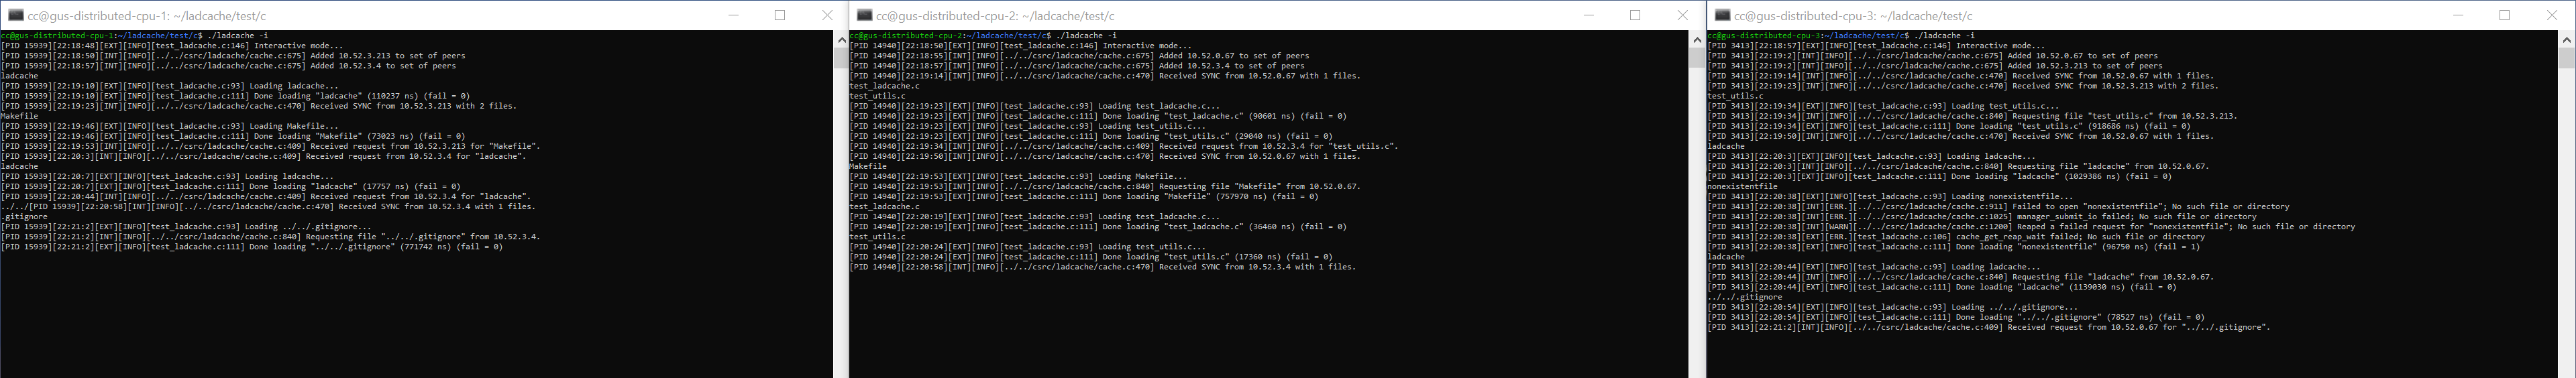 cc@gus-distributed-cpu-1: ~/ladcache/test/c
cc@gus-distributed-cpu-1:~/ladcache/test/c$ ./ladcache -i
[PID 15939][22:18:48][EXT][INFO][test_ladcache.c:146] Interactive mode...
[PID 15939][22:18:50][INT][INFO][../../csrc/ladcache/cache.c:675] Added 10.52.3.213 to set of peers
[PID 15939][22:18:57][INT][INFO][../../csrc/ladcache/cache.c:675] Added 10.52.3.4 to set of peers
ladcache
[PID 15939][22:19:10][EXT][INFO][test_ladcache.c:93] Loading ladcache...
[PID 15939][22:19:10][EXT][INFO][test_ladcache.c:111] Done loading "ladcache" (110237 ns) (fail = 0)
[PID 15939][22:19:23][INT][INFO][../../csrc/ladcache/cache.c:470] Received SYNC from 10.52.3.213 with 2 files.
Makefile
[PID 15939][22:19:46][EXT][INFO][test_ladcache.c:93] Loading Makefile...
[PID 15939][22:19:46][EXT][INFO][test_ladcache.c:111] Done loading "Makefile" (73023 ns) (fail = 0)
[PID 15939][22:19:53][INT][INFO][../../csrc/ladcache/cache.c:409] Received request from 10.52.3.213 for "Makefile".
[PID 15939][22:20:3][INT][INFO][../../csrc/ladcache/cache.c:409] Received request from 10.52.3.4 for "ladcache".
ladcache
[PID 15939][22:20:7][EXT][INFO][test_ladcache.c:93] Loading ladcache...
[PID 15939][22:20:7][EXT][INFO][test_ladcache.c:111] Done loading "ladcache" (17757 ns) (fail = 0)
[PID 15939][22:20:44][INT][INFO][../../csrc/ladcache/cache.c:409] Received request from 10.52.3.4 for "ladcache".
../../[PID 15939][22:20:58][INT][INFO][../../csrc/ladcache/cache.c:470] Received SYNC from 10.52.3.4 with 1 files.
.gitignore
[PID 15939][22:21:2][EXT][INFO][test_ladcache.c:93] Loading ../../.gitignore...
[PID 15939][22:21:2][INT][INFO][../../csrc/ladcache/cache.c:840] Requesting file "../../.gitignore" from 10.52.3.4.
[PID 15939][22:21:2][EXT][INFO][test_ladcache.c:111] Done loading "../../.gitignore" (771742 ns) (fail = 0)
cc@gus-distributed-cpu-2: ~/ladcache/test/c
cc@gus-distributed-cpu-2:~/ladcache/test/c$ ./ladcache -i
[PID 14940][22:18:50][EXT][INFO][test_ladcache.c:146] Interactive mode...
[PID 14940][22:18:55][INT][INFO][../../csrc/ladcache/cache.c:675] Added 10.52.0.67 to set of peers
[PID 14940][22:18:57][INT][INFO][../../csrc/ladcache/cache.c:675] Added 10.52.3.4 to set of peers
[PID 14940][22:19:14][INT][INFO][../../csrc/ladcache/cache.c:470] Received SYNC from 10.52.0.67 with 1 files.
test_ladcache.c
test_utils.c
[PID 14940][22:19:23][EXT][INFO][test_ladcache.c:93] Loading test_ladcache.c...
[PID 14940][22:19:23][EXT][INFO][test_ladcache.c:111] Done loading "test_ladcache.c" (90601 ns) (fail = 0)
[PID 14940][22:19:23][EXT][INFO][test_ladcache.c:93] Loading test_utils.c...
[PID 14940][22:19:23][EXT][INFO][test_ladcache.c:111] Done loading "test_utils.c" (29040 ns) (fail = 0)
[PID 14940][22:19:34][INT][INFO][../../csrc/ladcache/cache.c:409] Received request from 10.52.3.4 for "test_utils.c".
[PID 14940][22:19:50][INT][INFO][../../csrc/ladcache/cache.c:470] Received SYNC from 10.52.0.67 with 1 files.
Makefile
[PID 14940][22:19:53][EXT][INFO][test_ladcache.c:93] Loading Makefile...
[PID 14940][22:19:53][INT][INFO][../../csrc/ladcache/cache.c:840] Requesting file "Makefile" from 10.52.0.67.
[PID 14940][22:19:53][EXT][INFO][test_ladcache.c:111] Done loading "Makefile" (757970 ns) (fail = 0)
test_ladcache.c
[PID 14940][22:20:19][EXT][INFO][test_ladcache.c:93] Loading test_ladcache.c...
[PID 14940][22:20:19][EXT][INFO][test_ladcache.c:111] Done loading "test_ladcache.c" (36460 ns) (fail = 0)
test_utils.c
[PID 14940][22:20:24][EXT][INFO][test_ladcache.c:93] Loading test_utils.c...
[PID 14940][22:20:24][EXT][INFO][test_ladcache.c:111] Done loading "test_utils.c" (17360 ns) (fail = 0)
[PID 14940][22:20:58][INT][INFO][../../csrc/ladcache/cache.c:470] Received SYNC from 10.52.3.4 with 1 files.
cc@gus-distributed-cpu-3: ~/ladcache/test/c
cc@gus-distributed-cpu-3:~/ladcache/test/c$ ./ladcache -i
[PID 3413][22:18:57][EXT][INFO][test_ladcache.c:146] Interactive mode...
[PID 3413][22:19:2][INT][INFO][../../csrc/ladcache/cache.c:675] Added 10.52.0.67 to set of peers
[PID 3413][22:19:2][INT][INFO][../../csrc/ladcache/cache.c:675] Added 10.52.3.213 to set of peers
[PID 3413][22:19:14][INT][INFO][../../csrc/ladcache/cache.c:470] Received SYNC from 10.52.0.67 with 1 files.
[PID 3413][22:19:23][INT][INFO][../../csrc/ladcache/cache.c:470] Received SYNC from 10.52.3.213 with 2 files.
test_utils.c
[PID 3413][22:19:34][EXT][INFO][test_ladcache.c:93] Loading test_utils.c...
[PID 3413][22:19:34][INT][INFO][../../csrc/ladcache/cache.c:840] Requesting file "test_utils.c" from 10.52.3.213.
[PID 3413][22:19:34][EXT][INFO][test_ladcache.c:111] Done loading "test_utils.c" (918686 ns) (fail = 0)
[PID 3413][22:19:50][INT][INFO][../../csrc/ladcache/cache.c:470] Received SYNC from 10.52.0.67 with 1 files.
ladcache
[PID 3413][22:20:3][EXT][INFO][test_ladcache.c:93] Loading ladcache...
[PID 3413][22:20:3][INT][INFO][../../csrc/ladcache/cache.c:840] Requesting file "ladcache" from 10.52.0.67.
[PID 3413][22:20:3][EXT][INFO][test_ladcache.c:111] Done loading "ladcache" (1029386 ns) (fail = 0)
nonexistentfile
[PID 3413][22:20:38][EXT][INFO][test_ladcache.c:93] Loading nonexistentfile...
[PID 3413][22:20:38][INT][ERR.][../../csrc/ladcache/cache.c:911] Failed to open "nonexistentfile"; No such file or directory
[PID 3413][22:20:38][INT][ERR.][../../csrc/ladcache/cache.c:1025] manager_submit_io failed; No such file or directory
[PID 3413][22:20:38][INT][WARN][../../csrc/ladcache/cache.c:1200] Reaped a failed request for "nonexistentfile"; No such file or directory
[PID 3413][22:20:38][EXT][ERR.][test_ladcache.c:106] cache_get_reap_wait failed; No such file or directory
[PID 3413][22:20:38][EXT][INFO][test_ladcache.c:111] Done loading "nonexistentfile" (96750 ns) (fail = 1)
ladcache
[PID 3413][22:20:44][EXT][INFO][test_ladcache.c:93] Loading ladcache...
[PID 3413][22:20:44][INT][INFO][../../csrc/ladcache/cache.c:840] Requesting file "ladcache" from 10.52.0.67.
[PID 3413][22:20:44][EXT][INFO][test_ladcache.c:111] Done loading "ladcache" (1139030 ns) (fail = 0)
../../.gitignore
[PID 3413][22:20:54][EXT][INFO][test_ladcache.c:93] Loading ../../.gitignore...
[PID 3413][22:20:54][EXT][INFO][test_ladcache.c:111] Done loading "../../.gitignore" (78527 ns) (fail = 0)
[PID 3413][22:21:2][INT][INFO][../../csrc/ladcache/cache.c:409] Received request from 10.52.0.67 for "../../.gitignore".